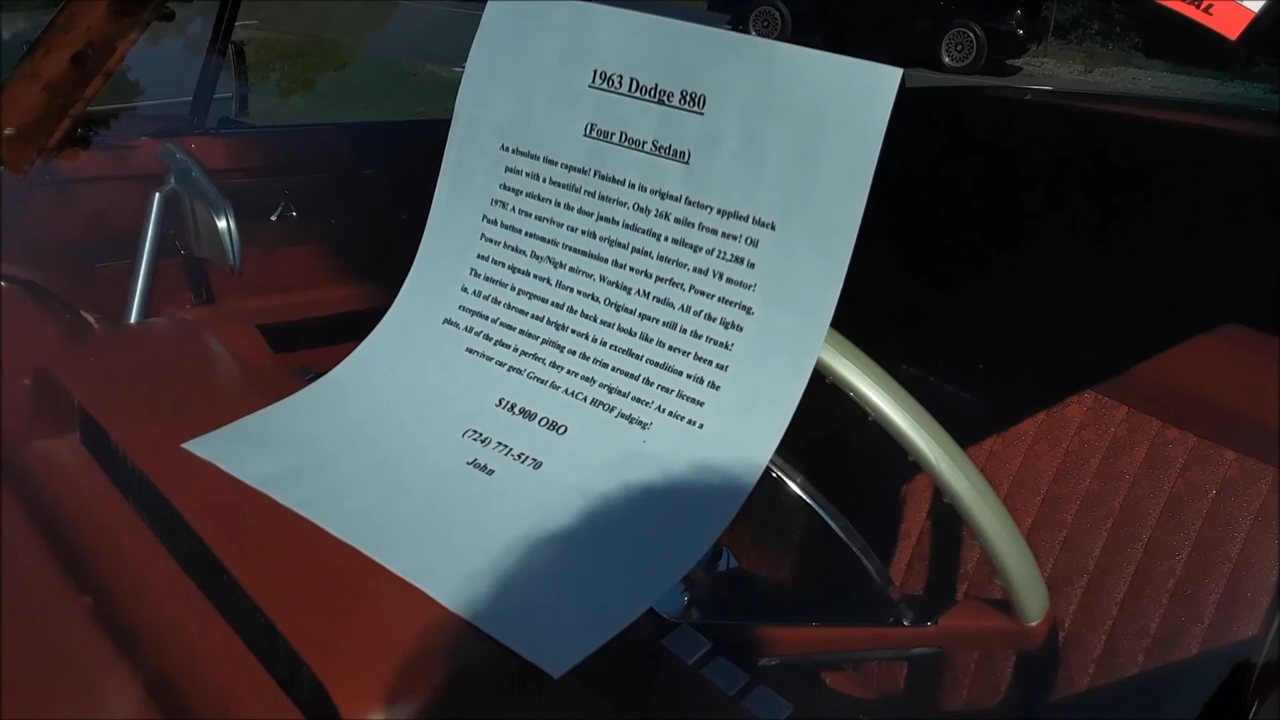 AL
1963 Dodge 880
(Four Door Sedan)
An absolute time capsule! Finished in its original factory applied black
paint with a beautiful red interior, Only 26K miles from new! Oil
change stickers in the door jambs indicating a mileage of 22,288 in
1978! A true survivor car with original paint, interior, and V8 motor!
Push button automatic transmission that works perfect, Power steering,
Power brakes, Day/Night mirror, Working AM radio, All of the lights
and turn signals work, Horn works, Original spare still in the trunk!
The interior is gorgeous and the back seat looks like its never been sat
in, All of the chrome and bright work is in excellent condition with the
exception of some minor pitting on the trim around the rear license
plate, All of the glass is perfect, they are only original once! As nice as a
survivor car gets! Great for AACA HPOF judging!
$18,900 OBO
(724) 771-5170
John